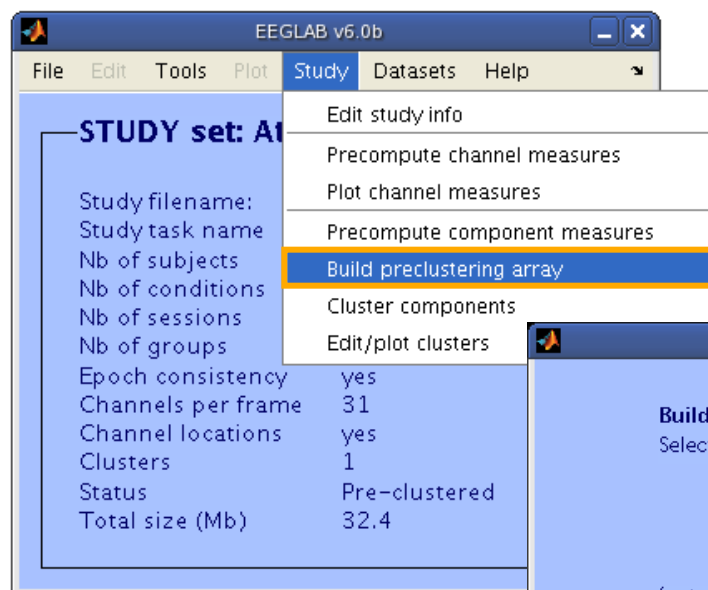 EEGLAB v6.0b
File Edit Tools Plot Study Datasets Help
STUDY set:
Edit study info
Precompute channel measures
Plot channel measures
Precompute component measures
Build preclustering array
Cluster components
Edit/plot clusters
Study filename:
Study task name
Nb of subjects
Nb of conditions
Nb of sessions
Nb of groups
Epoch consistency yes
Channels per frame 31
Channel locations yes
Clusters 1
Status Pre-clustered
Total size (Mb) 32.4
Build
Selec